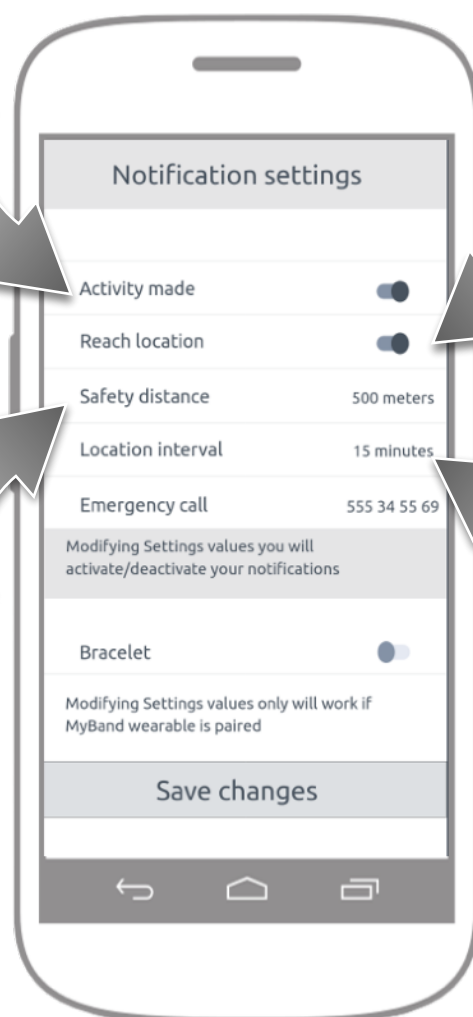 Notification settings
Activity made
Reach location
Safety distance 500 meters
Location interval 15 minutes
Emergency call 555 34 55 69
Modifying Settings values you will
activate/deactivate your notifications
Bracelet
Modifying Settings values only will work if
MyBand wearable is paired
Save changes